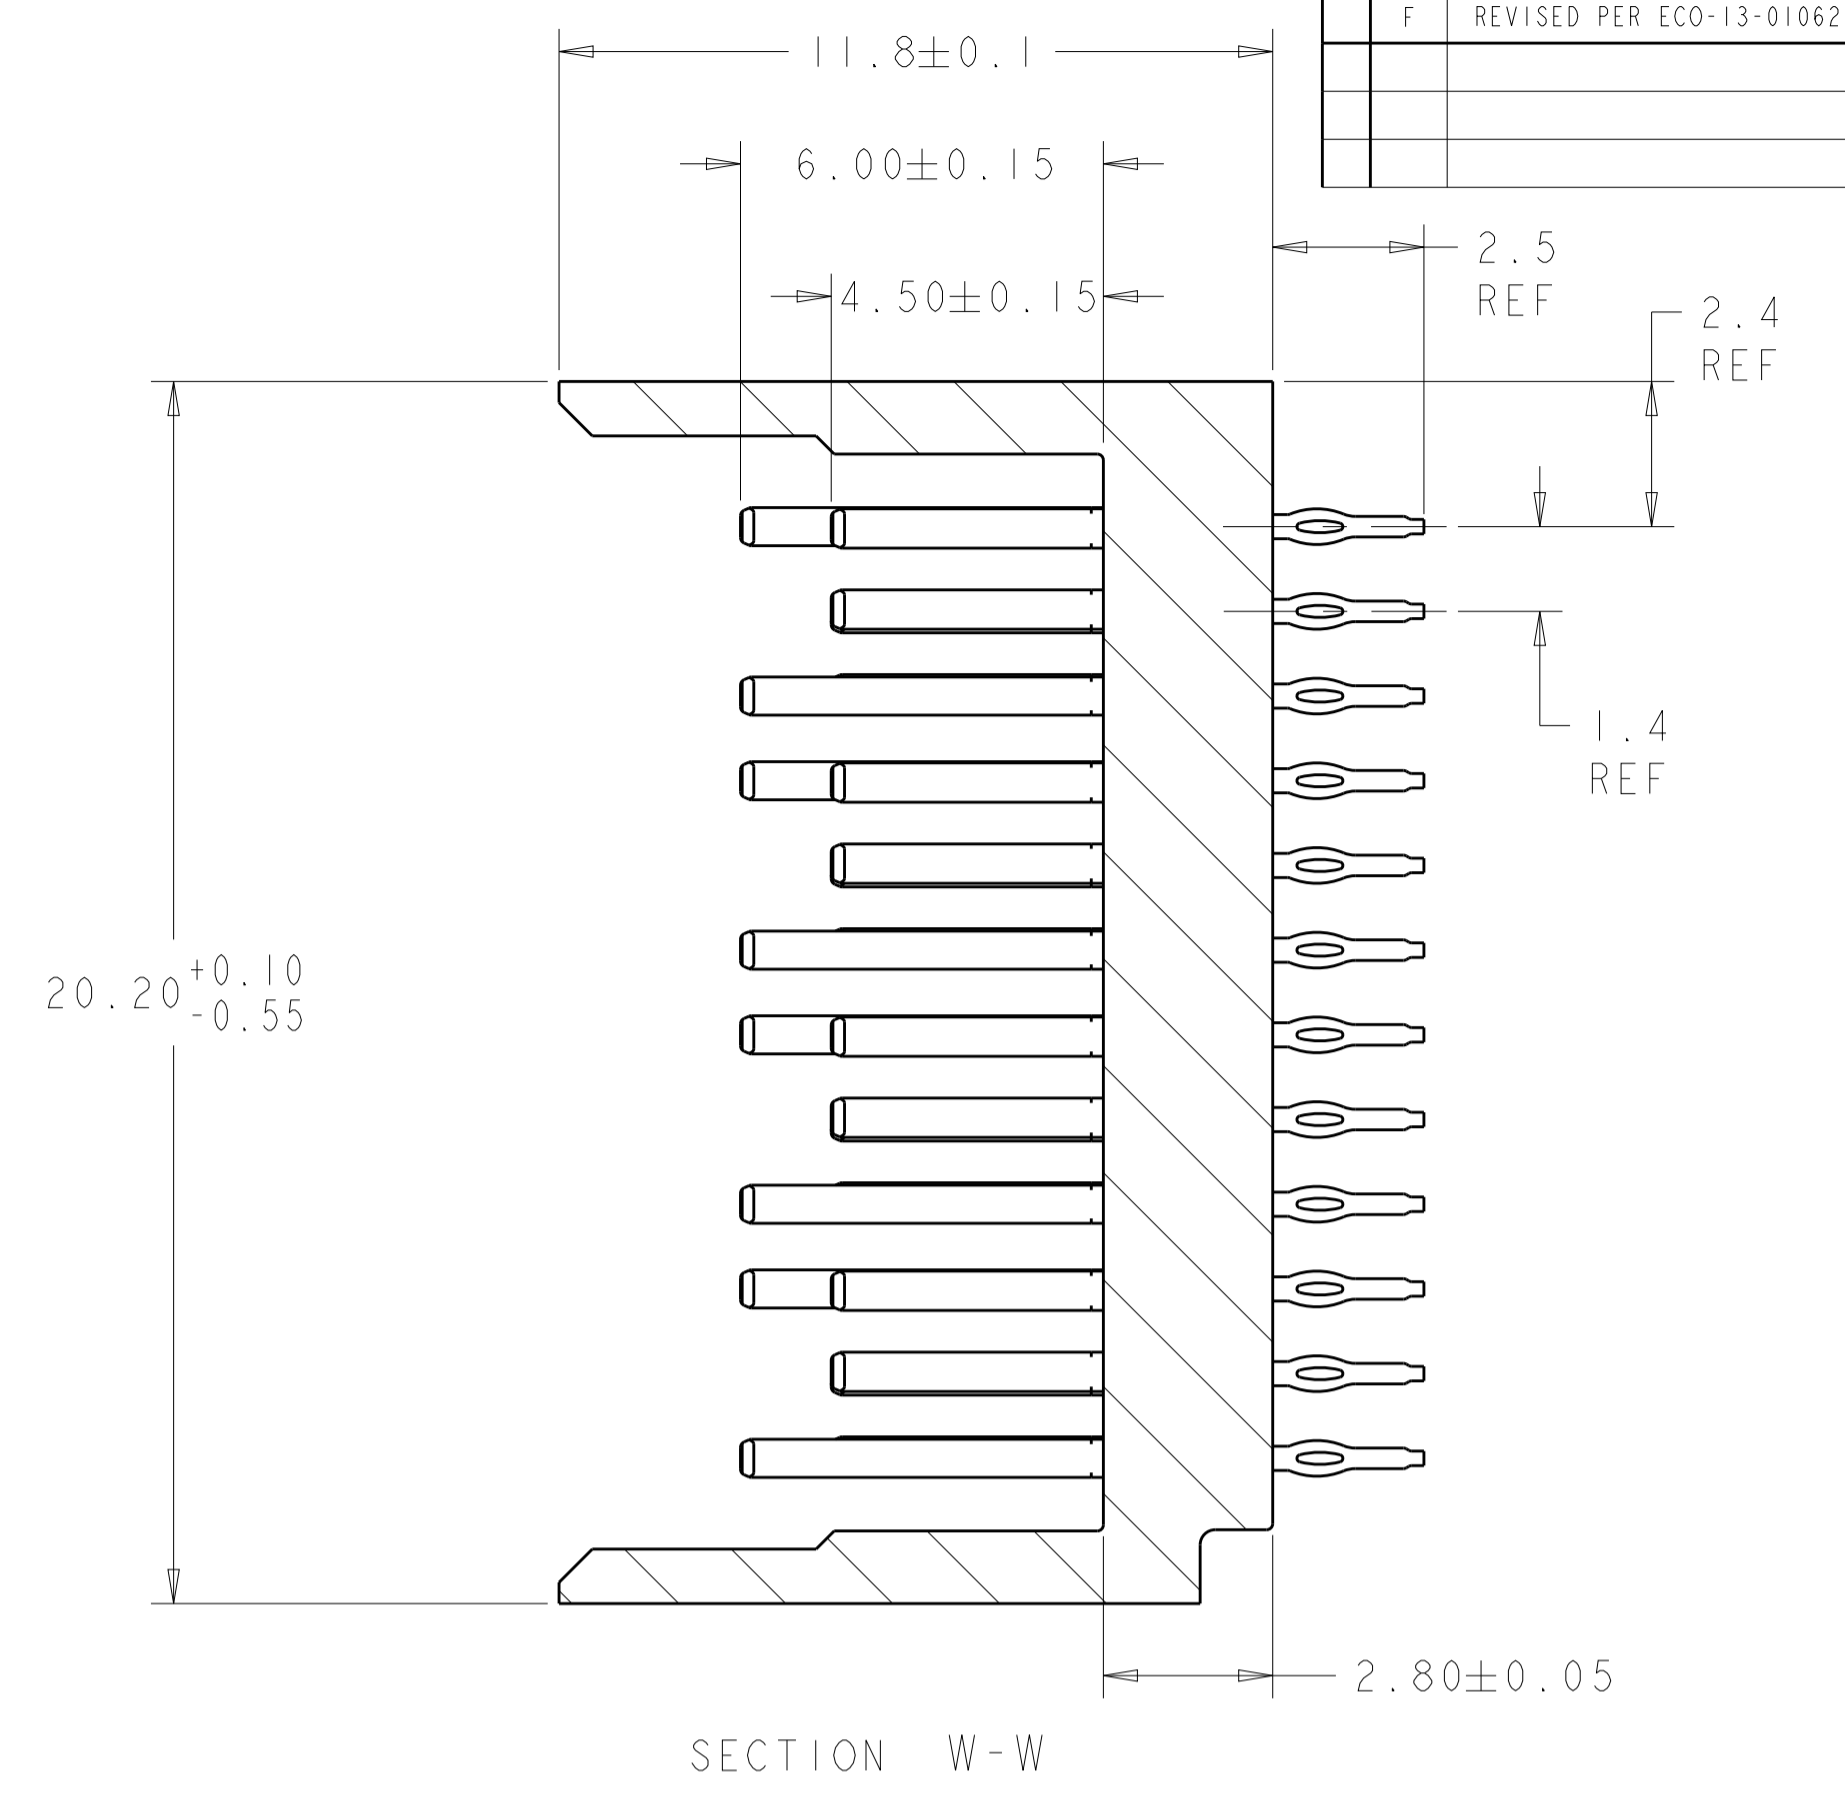 F REVISED PER ECO-13-01062
11.8±0.1
6.00±0.15
2.5
REF
4.50±0.15
2.4
REF
1.4
REF
20.20 +0.10
-0.55
2.80±0.05
SECTION W-W